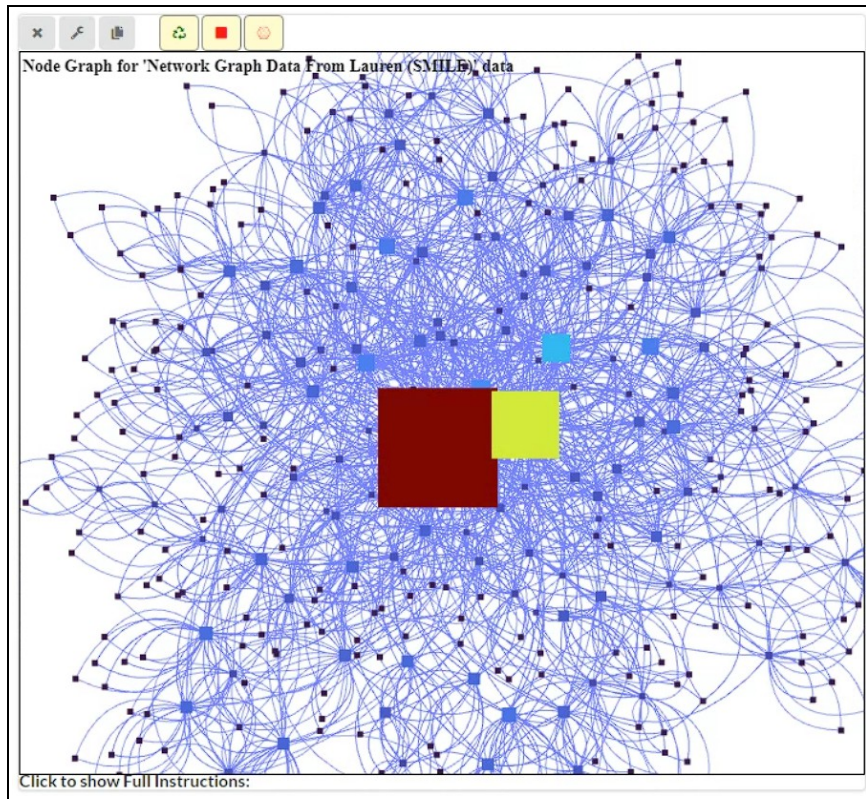 Node Graph for 'Network Graph Data From Lauren (SMILE)' data
Click to show Full Instructions: